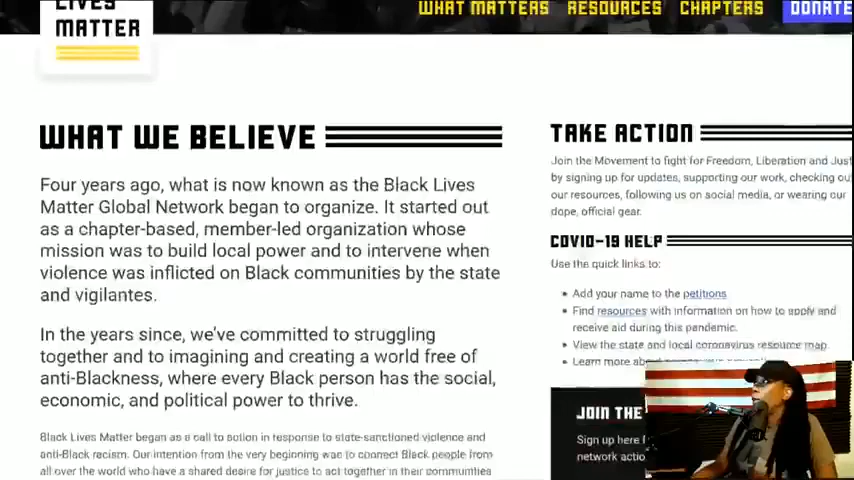 LIVES
MATTER
WHAT MATTERS RESOURCES CHAPTERS DONATE
WHAT WE BELIEVE
Four years ago, what is now known as the Black Lives
Matter Global Network began to organize. It started out
as a chapter-based, member-led organization whose
mission was to build local power and to intervene when
violence was inflicted on Black communities by the state
and vigilantes.
In the years since, we've committed to struggling
together and to imagining and creating a world free of
anti-Blackness, where every Black person has the social,
economic, and political power to thrive.
Black Lives Matter began as a call to action in response to state-sanctioned violence and
anti-Black racism. Our intention from the very beginning was to connect Black people from
all over the world who have a shared desire for justice to act together in their communities
TAKE ACTION
Join the Movement to fight for Freedom, Liberation and Just
by signing up for updates, supporting our work, checking ou
our resources, following us on social media, or wearing our
dope, official gear.
COVID-19 HELP
Use the quick links to:
Add your name to the petitions
Find resources with information on how to apply and
receive aid during this pandemic.
View the state and local coronavirus resource map
Learn more
JOIN THE
Sign up here
network actio